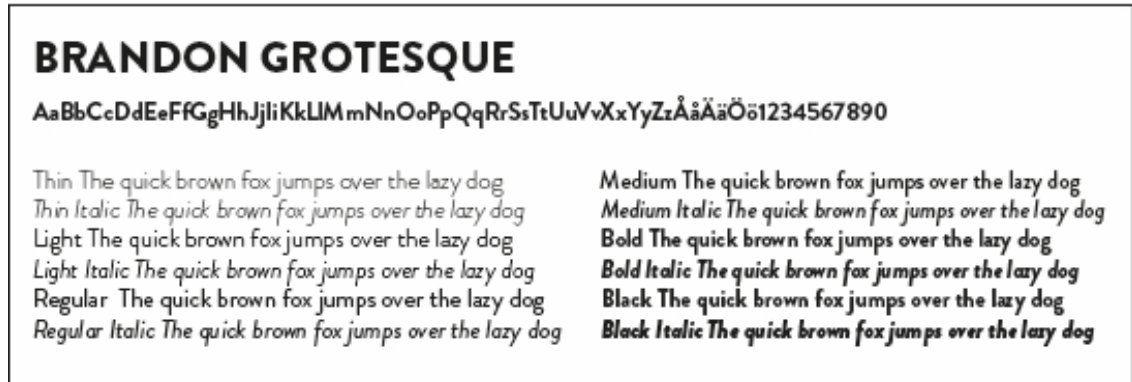 BRANDON GROTESQUE
AaBbCcDdEeFfGgHhJjIiKkLlMmNnOoPpQqRrSsTtUuVvXxYyZzÅåÄäÖö1234567890
Thin The quick brown fox jumps over the lazy dog
Thin Italic The quick brown fox jumps over the lazy dog
Light The quick brown fox jumps over the lazy dog
Light Italic The quick brown fox jumps over the lazy dog
Regular The quick brown fox jumps over the lazy dog
Regular Italic The quick brown fox jumps over the lazy dog
Medium The quick brown fox jumps over the lazy dog
Medium Italic The quick brown fox jumps over the lazy dog
Bold The quick brown fox jumps over the lazy dog
Bold Italic The quick brown fox jumps over the lazy dog
Black The quick brown fox jumps over the lazy dog
Black Italic The quick brown fox jumps over the lazy dog